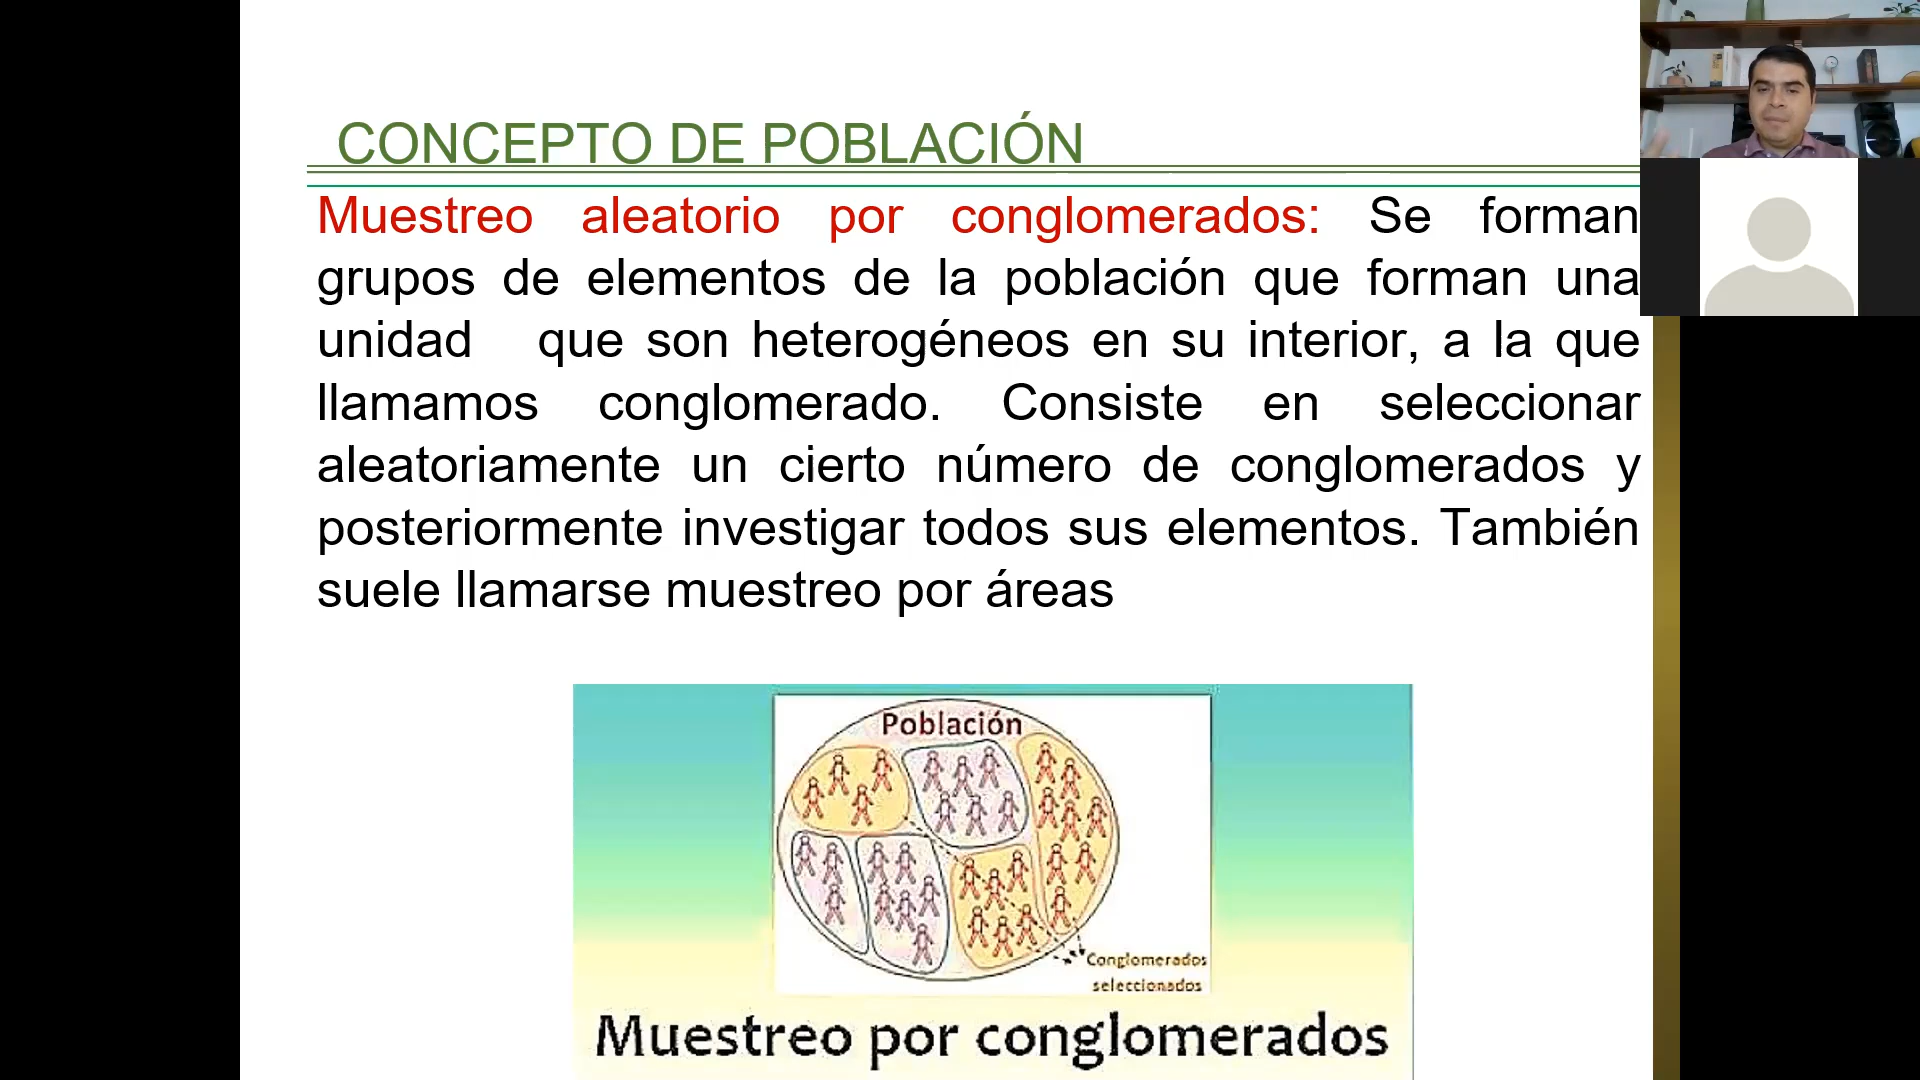 CONCEPTO DE POBLACIÓN
Muestreo aleatorio por conglomerados: Se forman
grupos de elementos de la población que forman una
unidad que son heterogéneos en su interior, a la que
llamamos conglomerado. Consiste en seleccionar
aleatoriamente un cierto número de conglomerados y
posteriormente investigar todos sus elementos. También
suele llamarse muestreo por áreas
Población
Conglomerados
seleccionados
Muestreo por conglomerados